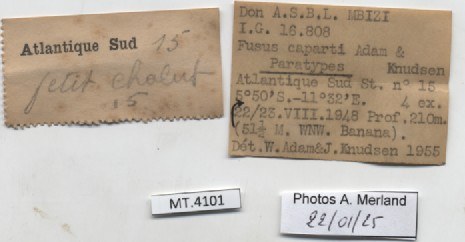 Atlantique Sud 15
petit chalut
15
Don A.S.B.L. MBIZI
I.G. 16.808
Fusus caparti Adam &
Paratypes Knudsen
Atlantique Sud St. n° 15
5°50'S.-11°32'E. 4 ex.
22/23.VIII.1948 Prof.210m.
(51½ M. WNW. Banana).
Dét.W.Adam&J.Knudsen 1955
MT.4101
Photos A. Merland
22/01/25